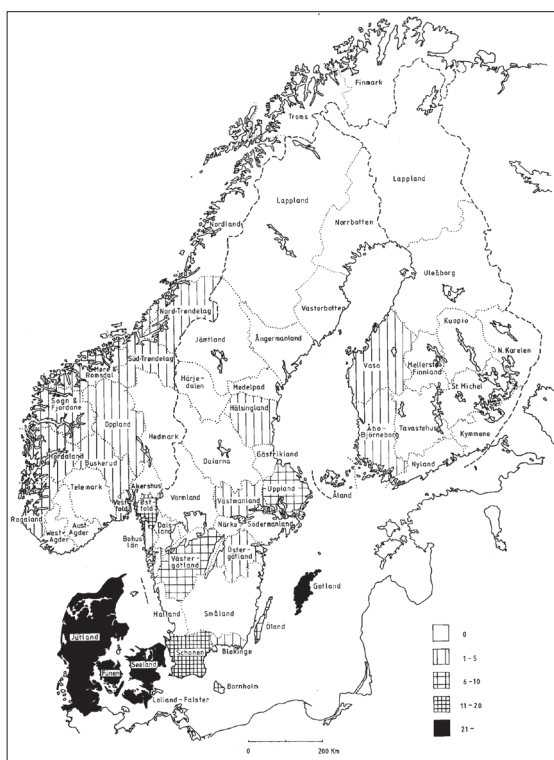 Finmark
Troms
Lappland
Lappland
Nordland
Norrbotten
Uleåborg
Västerbotten
Nord-Trøndelag
Kuopio
Jämtland
Ångermanland
N. Karelen
Süd-Trøndelag
Vasa
Mellersta
Finnland
Møre &
Romsdal
Härje-
dalen
Medelpad
St. Michel
Sogn &
Fjordane
Hälsingland
Oppland
Åbo-
Björneborg
Tavastehus
Hedmark
Kymmene
Hordaland
Dalarna
Gästrikland
Buskerud
Nyland
Telemark
Akershus
Uppland
Åland
Värmland
Vest
fold
Øst
fold
Västmanland
Rogaland
Aust-
Agder
West-
Agder
Dals
land
Närke
Södermanland
Bohus
län
Öster-
götland
Väster-
götland
Gotland
Halland
Småland
Jütland
Öland
Schonen
Blekinge
Seeland
Fünen
Bornholm
Lolland-Falster
0
1 - 5
6 - 10
11 - 20
21 -
0 200 Km